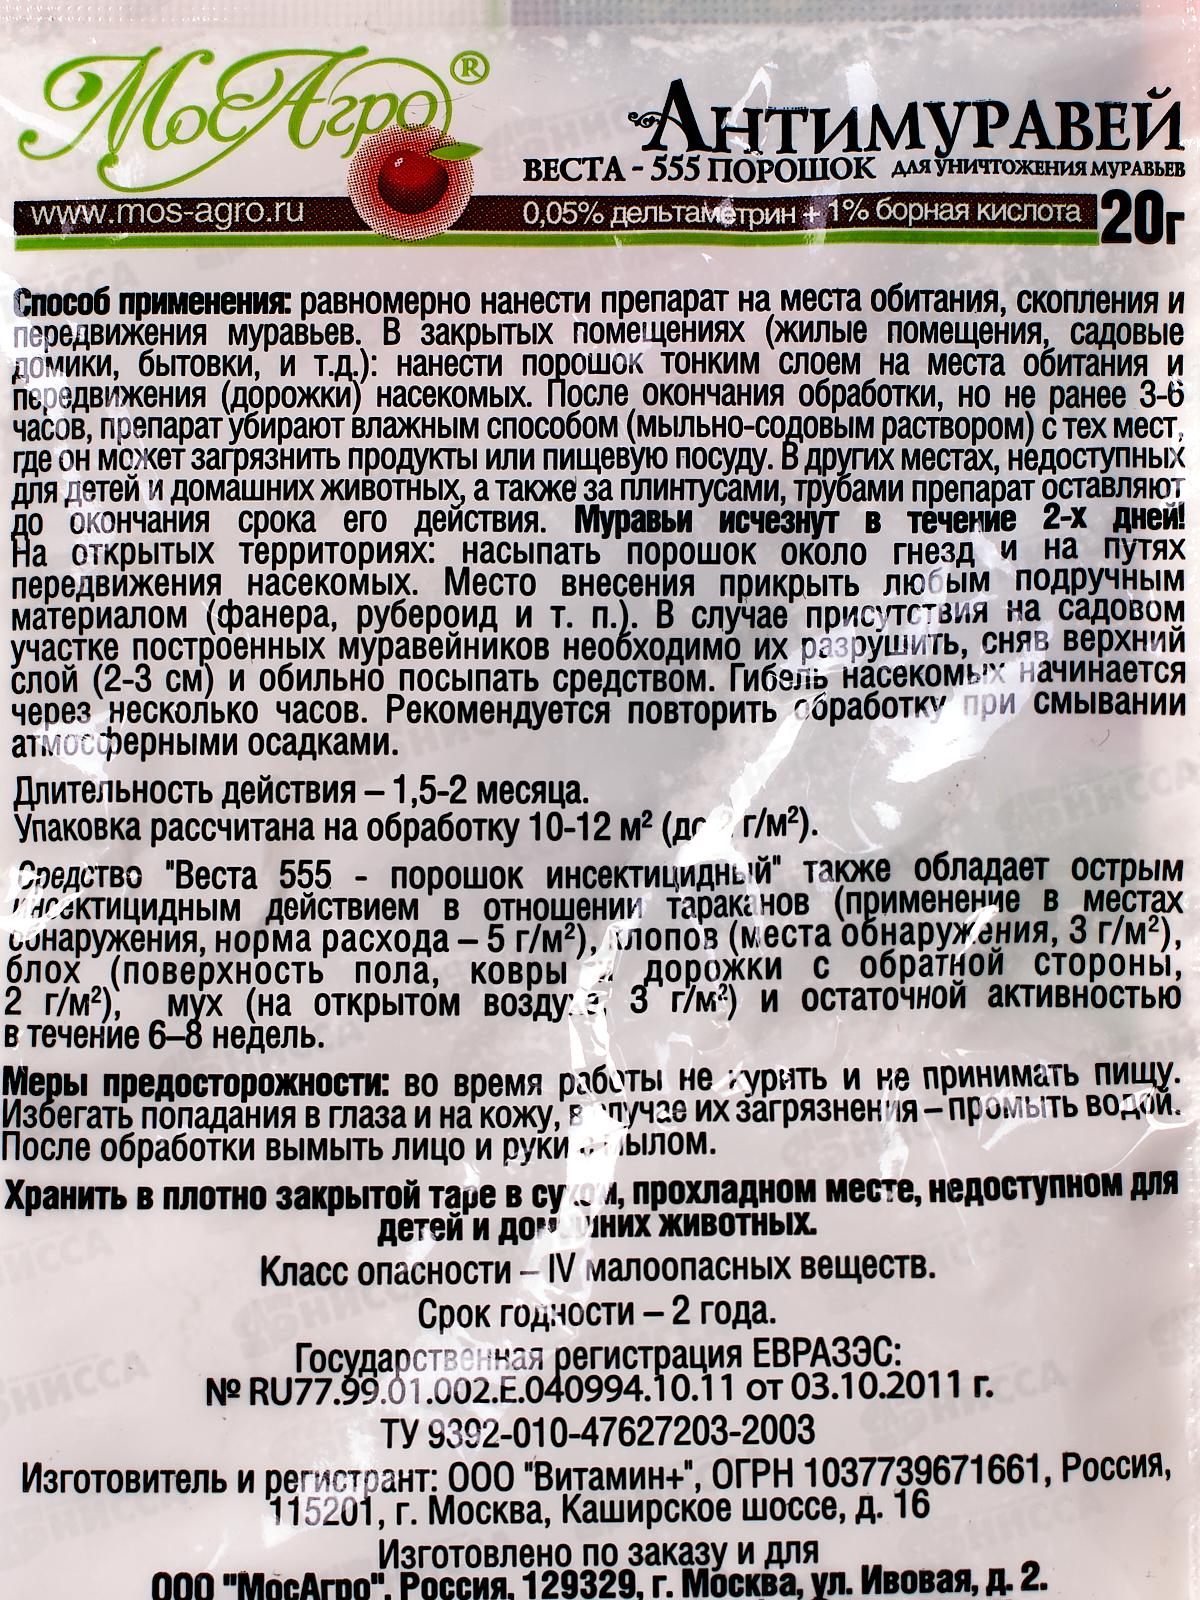 МосАгро®
Антимуравей
ВЕСТА - 555 ПОРОШОК для уничтожения муравьев
www.mos-agro.ru 0,05% дельтаметрин + 1% борная кислота 20г
Способ применения: равномерно нанести препарат на места обитания, скопления и
передвижения муравьев. В закрытых помещениях (жилые помещения, садовые
домики, бытовки, и т.д.): нанести порошок тонким слоем на места обитания и
передвижения (дорожки) насекомых. После окончания обработки, но не ранее 3-6
часов, препарат убирают влажным способом (мыльно-содовым раствором) с тех мест,
где он может загрязнить продукты или пищевую посуду. В других местах, недоступных
для детей и домашних животных, а также за плинтусами, трубами препарат оставляют
до окончания срока его действия. Муравьи исчезнут в течение 2-х дней!
На открытых территориях: насыпать порошок около гнезд и на путях
передвижения насекомых. Место внесения прикрыть любым подручным
материалом (фанера, рубероид и т. п.). В случае присутствия на садовом
участке построенных муравейников необходимо их разрушить, сняв верхний
слой (2-3 см) и обильно посыпать средством. Гибель насекомых начинается
через несколько часов. Рекомендуется повторить обработку при смывании
атмосферными осадками.
Длительность действия – 1,5-2 месяца.
Упаковка рассчитана на обработку 10-12 м² (до г/м²).
Средство "Веста 555 - порошок инсектицидный" также обладает острым
инсектицидным действием в отношении тараканов (применение в местах
обнаружения, норма расхода – 5 г/м²), клопов (места обнаружения, 3 г/м²),
блох (поверхность пола, ковры дорожки с обратной стороны,
2 г/м²), мух (на открытом воздухе, 3 г/м²) и остаточной активностью
в течение 6–8 недель.
Меры предосторожности: во время работы не курить и не принимать пищу.
Избегать попадания в глаза и на кожу, в случае их загрязнения – промыть водой.
После обработки вымыть лицо и руки с мылом.
Хранить в плотно закрытой таре в сухом, прохладном месте, недоступном для
детей и домашних животных.
Класс опасности – IV малоопасных веществ.
Срок годности – 2 года.
Государственная регистрация ЕВРАЗЭС:
№ RU77.99.01.002.Е.040994.10.11 от 03.10.2011 г.
ТУ 9392-010-47627203-2003
Изготовитель и регистрант: ООО "Витамин+", ОГРН 1037739671661, Россия,
115201, г. Москва, Каширское шоссе, д. 16
Изготовлено по заказу и для
ООО "МосАгро", Россия, 129329, г. Москва, ул. Ивовая, д. 2.